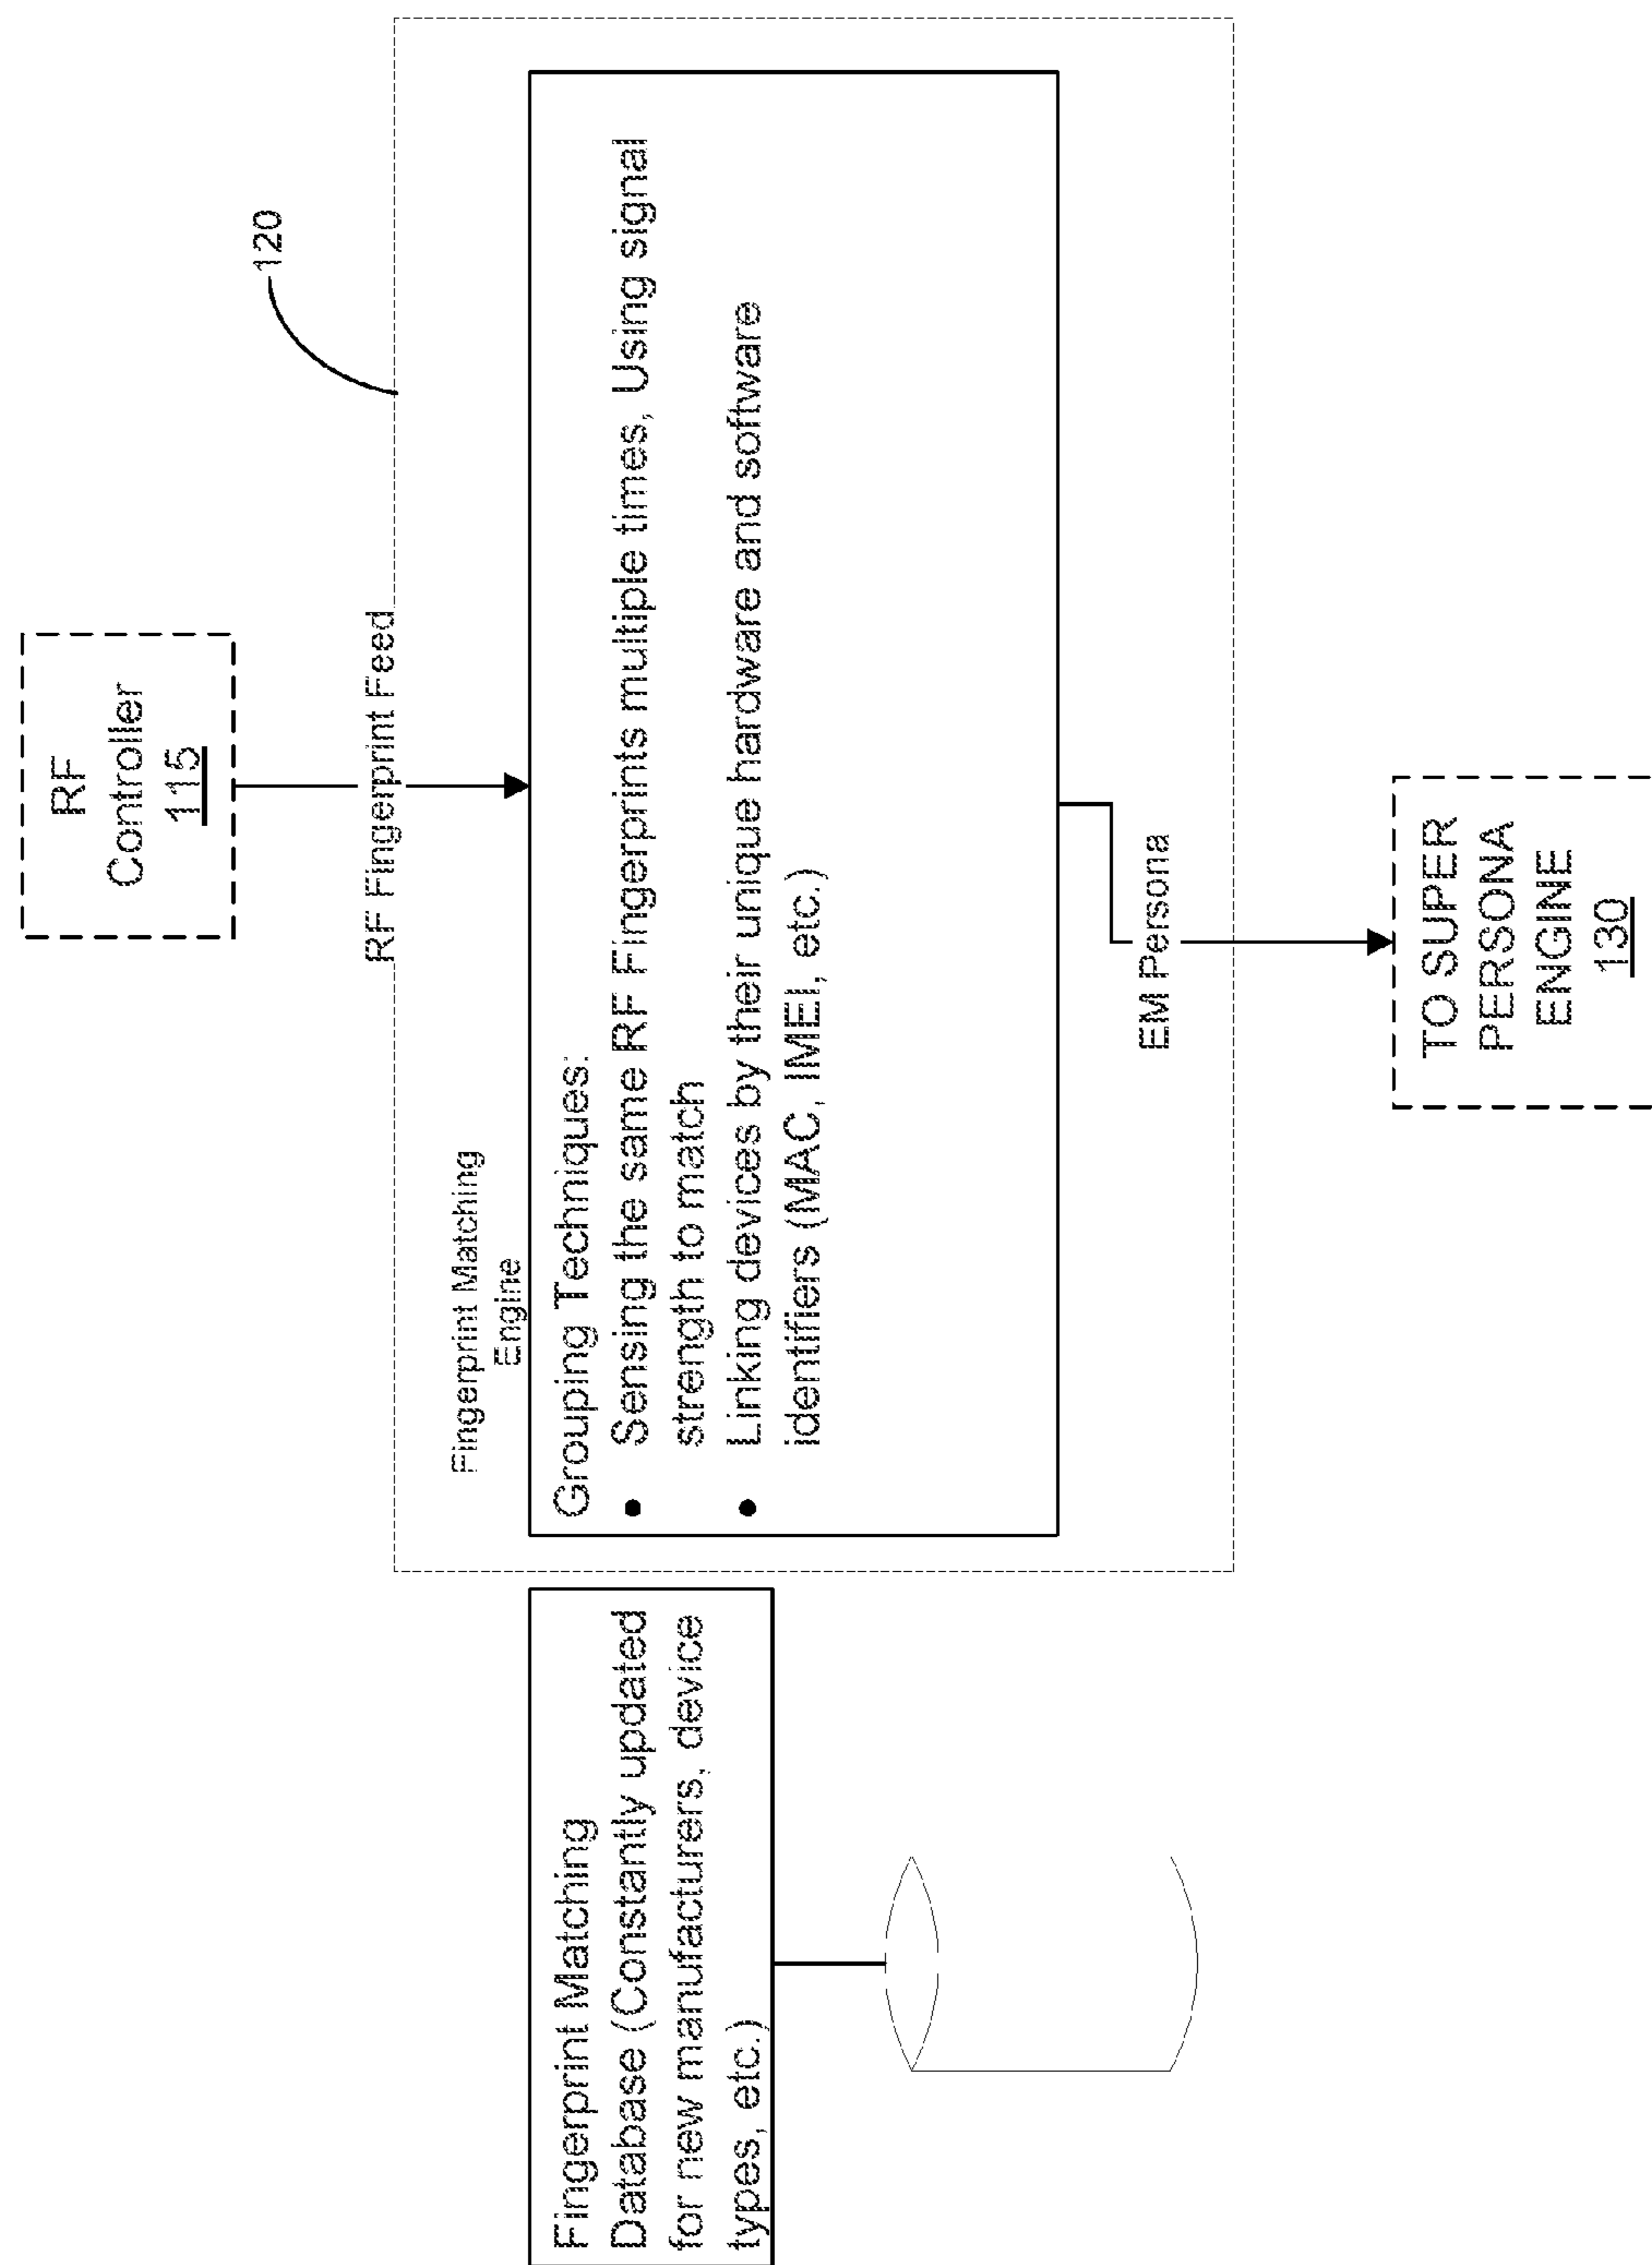 RF
Controller
115
120
RF Fingerprint Feed
Fingerprint Matching
Engine
Grouping Techniques:
• Sensing the same RF Fingerprints multiple times, Using signal
strength to match
• Linking devices by their unique hardware and software
identifiers (MAC, IMEI, etc.)
Fingerprint Matching
Database (Constantly updated
for new manufacturers, device
types, etc.)
EM Persona
TO SUPER
PERSONA
ENGINE
130